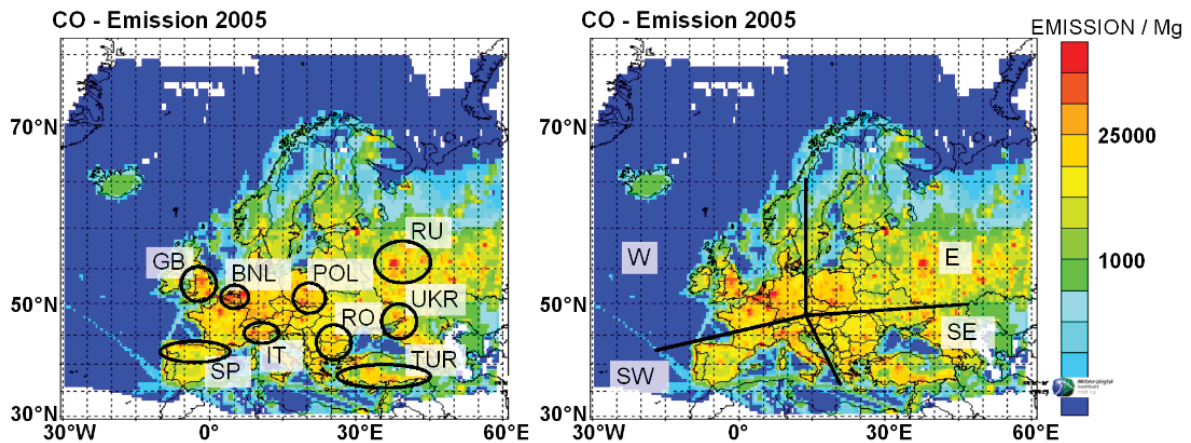 CO - Emission 2005
70°N
50°N
30°N
30°W
0°
30°E
60°E
GB
BNL
POL
RU
UKR
RO
TUR
IT
SP
CO - Emission 2005
70°N
50°N
30°N
30°W
0°
30°E
60°E
W
E
SE
SW
EMISSION / Mg
25000
1000
Meteorologisk